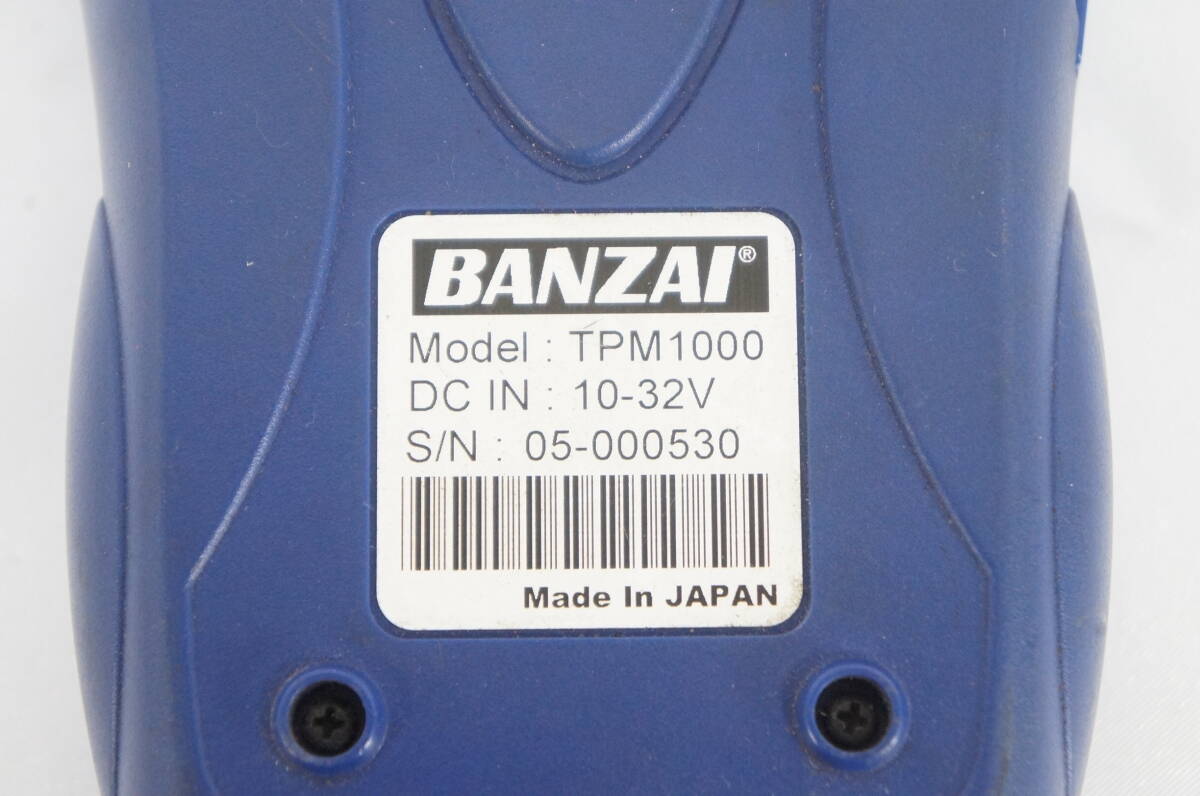 BANZAI®
Model : TPM1000
DC IN : 10-32V
S/N : 05-000530
Made In JAPAN